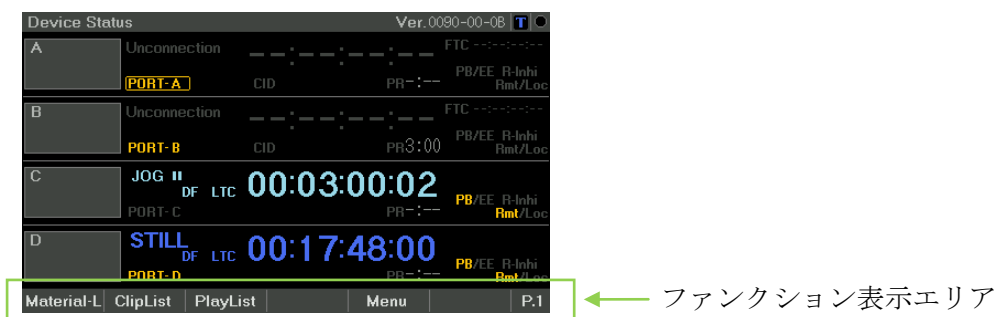 Device Status Ver.0090-00-0B T
A Unconnection --:--:--:-- FTC --:--:--:--
PORT-A CID PR-:-- PB/EE R-Inhi
Rmt/Loc
B Unconnection --:--:--:-- FTC --:--:--:--
PORT-B CID PR3:00 PB/EE R-Inhi
Rmt/Loc
C JOG II DF LTC 00:03:00:02
PORT-C PR-:-- PB/EE R-Inhi
Rmt/Loc
D STILL DF LTC 00:17:48:00
PORT-D PR-:-- PB/EE R-Inhi
Rmt/Loc
Material-L ClipList PlayList Menu P.1
ファンクション表示エリア